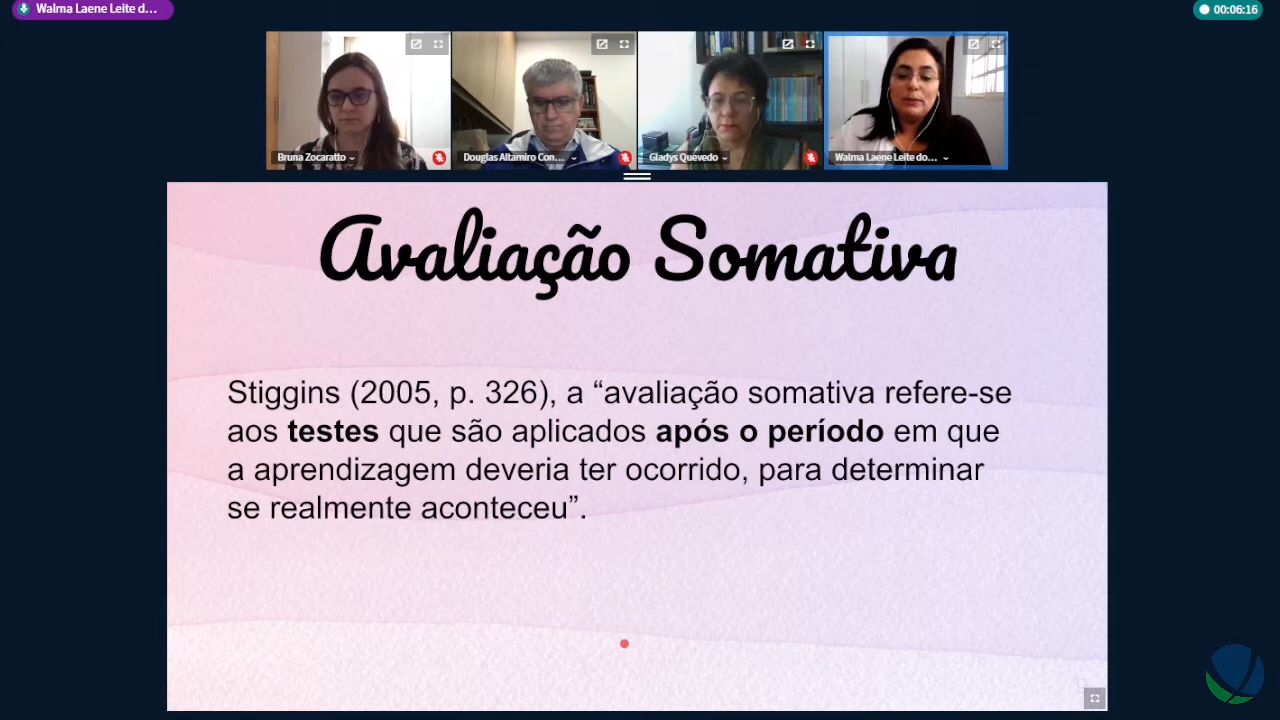 Walma Laene Leite d...
00:06:16
Bruna Zocaratto
Douglas Altamiro Con...
Gladys Quevedo
Walma Laene Leite do...
Avaliação Somativa
Stiggins (2005, p. 326), a “avaliação somativa refere-se
aos testes que são aplicados após o período em que
a aprendizagem deveria ter ocorrido, para determinar
se realmente aconteceu”.